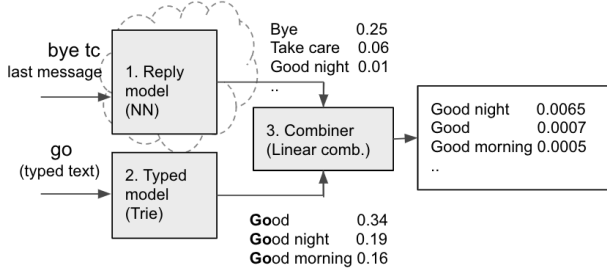 bye tc
last message
1. Reply
model
(NN)
Bye 0.25
Take care 0.06
Good night 0.01
..
go
(typed text)
2. Typed
model
(Trie)
3. Combiner
(Linear comb.)
Good 0.34
Good night 0.19
Good morning 0.16
Good night 0.0065
Good 0.0007
Good morning 0.0005
..